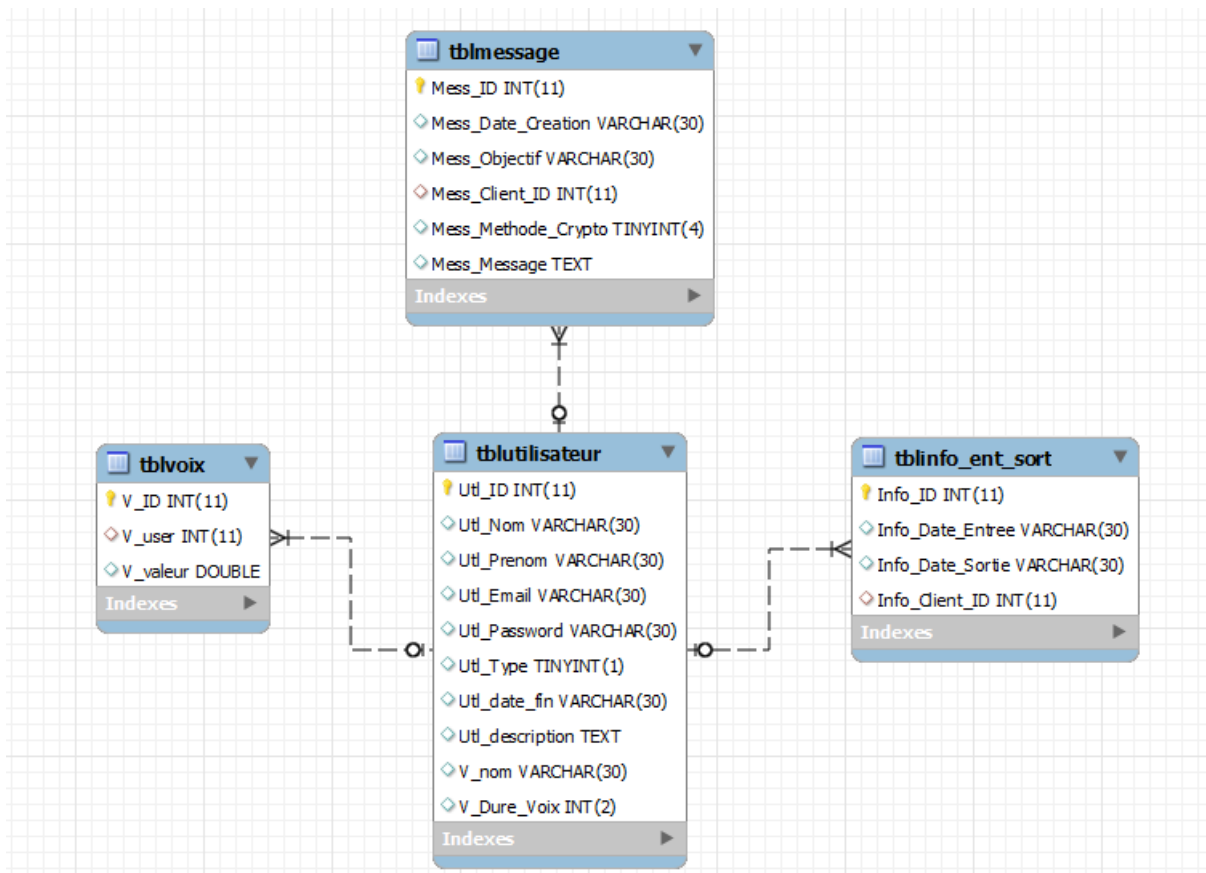 tblmessage
Mess_ID INT(11)
Mess_Date_Creation VARCHAR(30)
Mess_Objectif VARCHAR(30)
Mess_Client_ID INT(11)
Mess_Methode_Crypto TINYINT(4)
Mess_Message TEXT
Indexes
tblvoix
V_ID INT(11)
V_user INT(11)
V_valeur DOUBLE
Indexes
tblutilisateur
Utl_ID INT(11)
Utl_Nom VARCHAR(30)
Utl_Prenom VARCHAR(30)
Utl_Email VARCHAR(30)
Utl_Password VARCHAR(30)
Utl_Type TINYINT(1)
Utl_date_fin VARCHAR(30)
Utl_description TEXT
V_nom VARCHAR(30)
V_Dure_Voix INT(2)
Indexes
tblinfo_ent_sort
Info_ID INT(11)
Info_Date_Entree VARCHAR(30)
Info_Date_Sortie VARCHAR(30)
Info_Client_ID INT(11)
Indexes